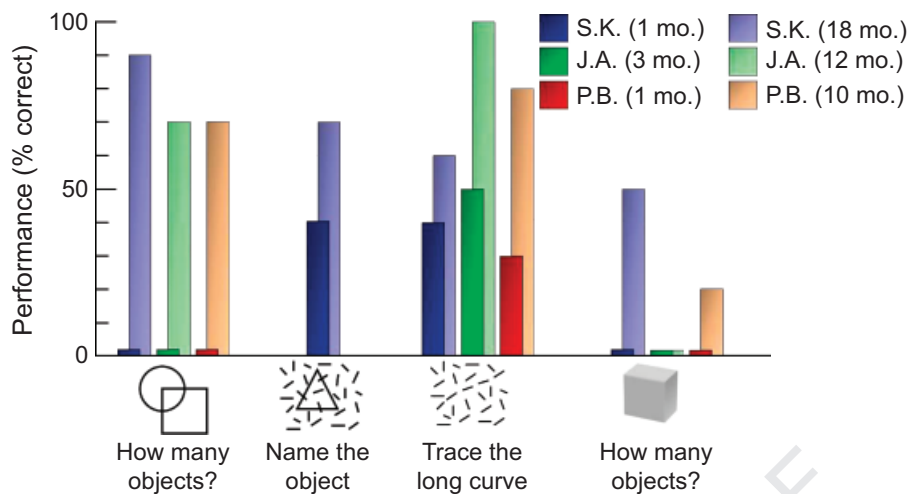 100
50
0
Performance (% correct)
S.K. (1 mo.)
S.K. (18 mo.)
J.A. (3 mo.)
J.A. (12 mo.)
P.B. (1 mo.)
P.B. (10 mo.)
How many
objects?
Name the
object
Trace the
long curve
How many
objects?